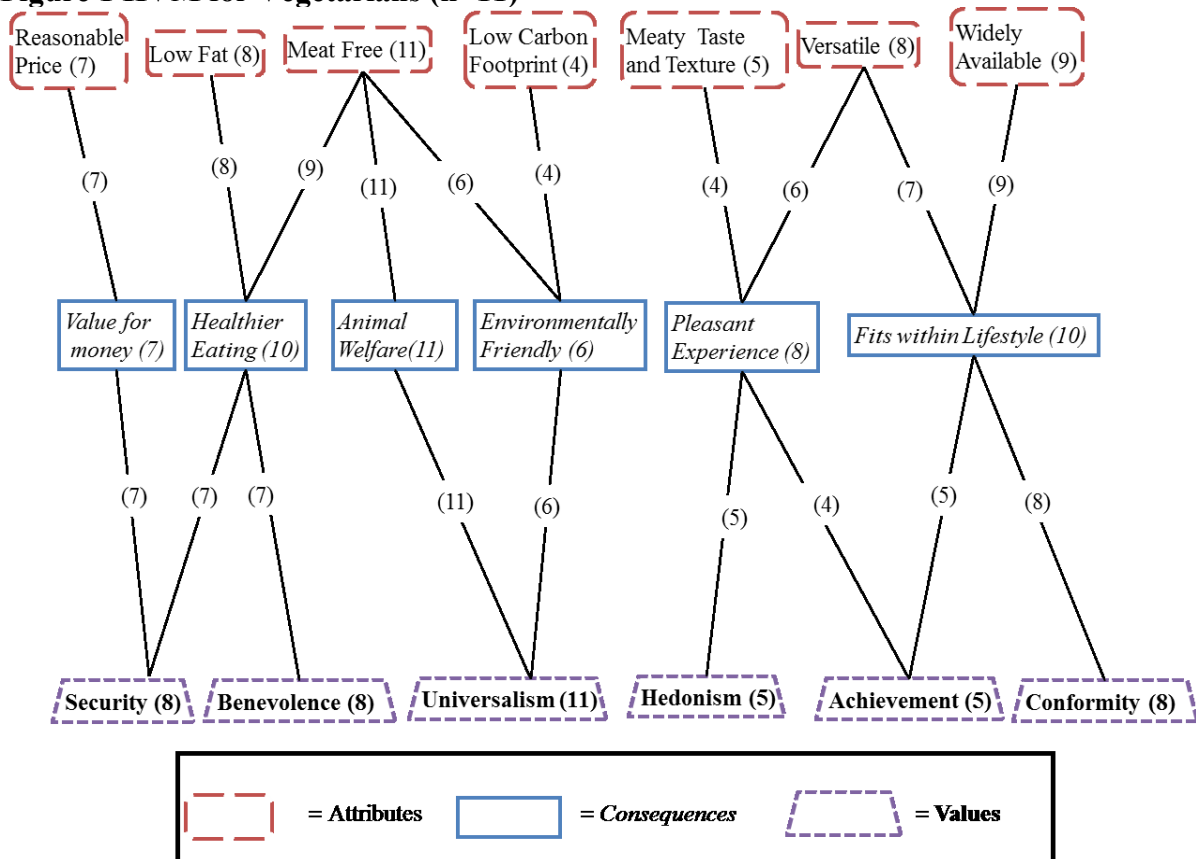 Reasonable
Price (7)
Low Fat (8)
Meat Free (11)
Low Carbon
Footprint (4)
Meaty Taste
and Texture (5)
Versatile (8)
Widely
Available (9)
(7)
(8)
(9)
(11)
(6)
(4)
(4)
(6)
(7)
(9)
Value for
money (7)
Healthier
Eating (10)
Animal
Welfare(11)
Environmentally
Friendly (6)
Pleasant
Experience (8)
Fits within Lifestyle (10)
(7)
(7)
(7)
(11)
(6)
(5)
(4)
(5)
(8)
Security (8)
Benevolence (8)
Universalism (11)
Hedonism (5)
Achievement (5)
Conformity (8)
= Attributes
= Consequences
= Values